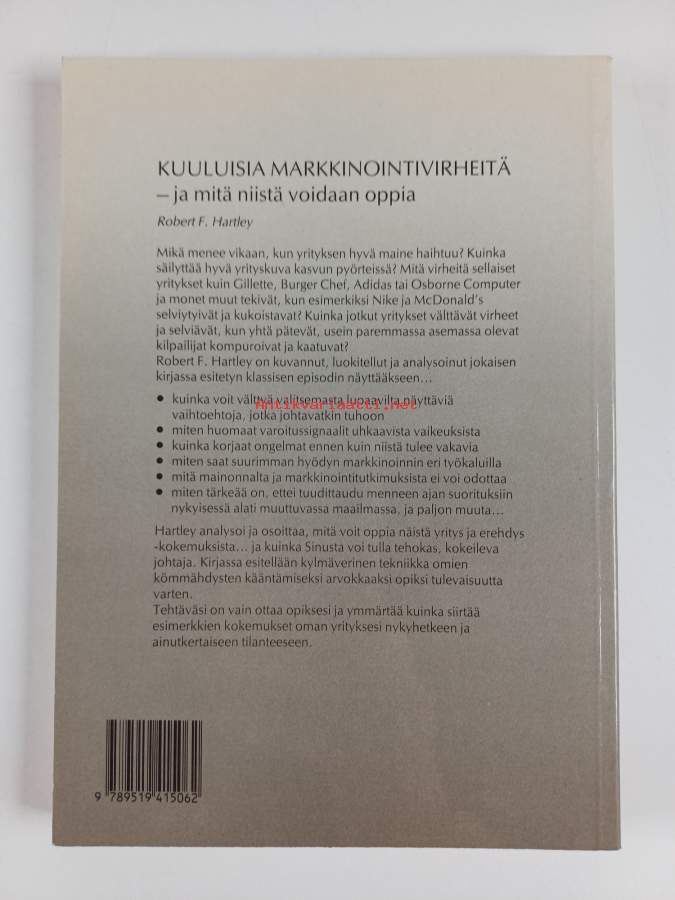 KUULUISIA MARKKINOINTIVIRHEITÄ
– ja mitä niistä voidaan oppia
Robert F. Hartley
Mikä menee vikaan, kun yrityksen hyvä maine haihtuu? Kuinka
säilyttää hyvä yrityskuva kasvun pyörteissä? Mitä virheitä sellaiset
yritykset kuin Gillette, Burger Chef, Adidas tai Osborne Computer
ja monet muut tekivät, kun esimerkiksi Nike ja McDonald's
selviytyivät ja kukoistavat? Kuinka jotkut yritykset välttävät virheet
ja selviävät, kun yhtä pätevät, usein paremmassa asemassa olevat
kilpailijat kompuroivat ja kaatuvat?
Robert F. Hartley on kuvannut, luokitellut ja analysoinut jokaisen
kirjassa esitetyn klassisen episodin näyttääkseen...
● kuinka voit välttyä valitsemasta lupaavilta näyttäviä
vaihtoehtoja, jotka johtavatkin tuhoon
Antikvariaatti.net
● miten huomaat varoitussignaalit uhkaavista vaikeuksista
● kuinka korjaat ongelmat ennen kuin niistä tulee vakavia
● miten saat suurimman hyödyn markkinoinnin eri työkaluilla
● mitä mainonnalta ja markkinointitutkimuksista ei voi odottaa
● miten tärkeää on, ettei tuudittaudu menneen ajan suorituksiin
nykyisessä alati muuttuvassa maailmassa, ja paljon muuta...
Hartley analysoi ja osoittaa, mitä voit oppia näistä yritys ja erehdys
-kokemuksista... ja kuinka Sinusta voi tulla tehokas, kokeileva
johtaja. Kirjassa esitellään kylmäverinen tekniikka omien
kömmähdysten kääntämiseksi arvokkaaksi opiksi tulevaisuutta
varten.
Tehtäväsi on vain ottaa opiksesi ja ymmärtää kuinka siirtää
esimerkkien kokemukset oman yrityksesi nykyhetkeen ja
ainutkertaiseen tilanteeseen.
9 789519 415062